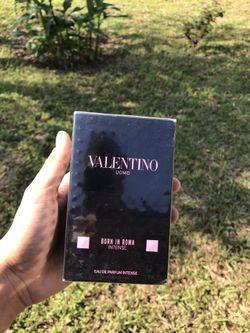 VALENTINO
UOMO
BORN IN ROMA
INTENSE
EAU DE PARFUM INTENSE